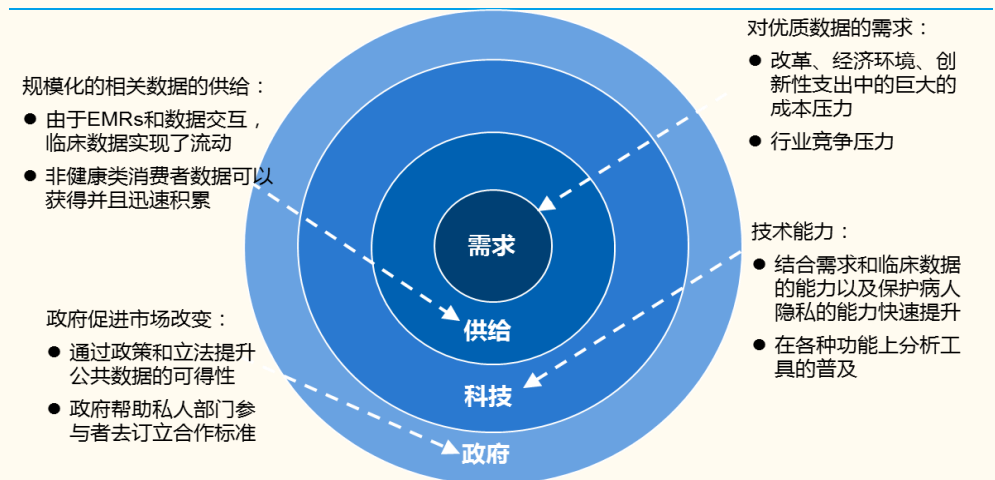 规模化的相关数据的供给：
● 由于EMRs和数据交互，
临床数据实现了流动
● 非健康类消费者数据可以
获得并且迅速积累
政府促进市场改变：
● 通过政策和立法提升
公共数据的可得性
● 政府帮助私人部门参
与者去订立合作标准
需求
供给
科技
政府
对优质数据的需求：
● 改革、经济环境、创
新性支出中的巨大的
成本压力
● 行业竞争压力
技术能力：
● 结合需求和临床数据
的能力以及保护病人
隐私的能力快速提升
● 在各种功能上分析工
具的普及